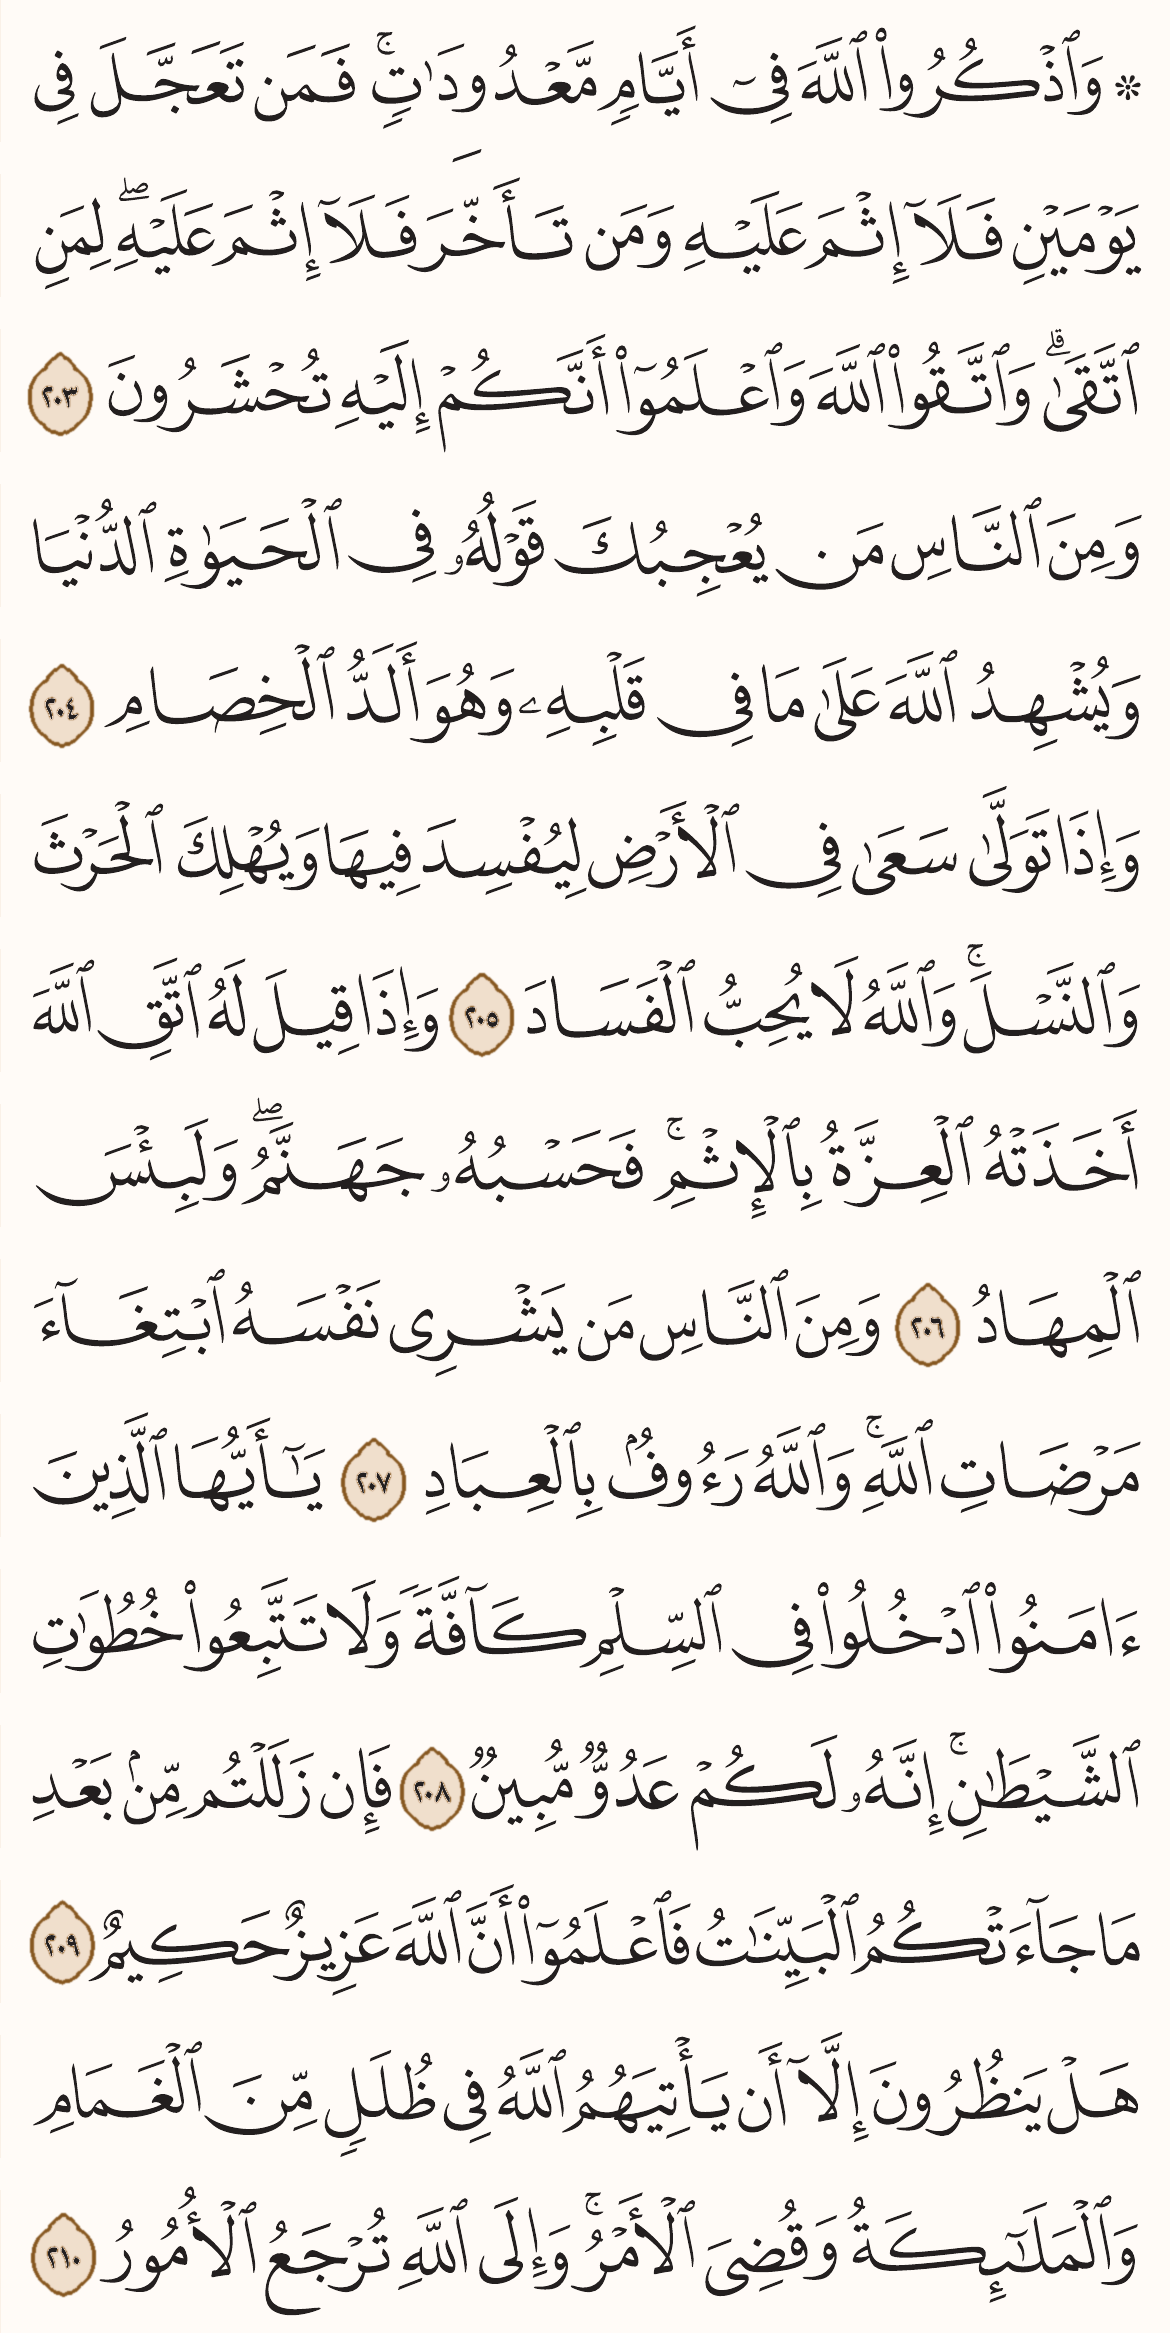 ۞ وَٱذۡكُرُواْ ٱللَّهَ فِيٓ أَيَّامٖ مَّعۡدُودَٰتٖۚ فَمَن تَعَجَّلَ فِي
يَوۡمَيۡنِ فَلَآ إِثۡمَ عَلَيۡهِ وَمَن تَأَخَّرَ فَلَآ إِثۡمَ عَلَيۡهِۖ لِمَنِ
ٱتَّقَىٰۗ وَٱتَّقُواْ ٱللَّهَ وَٱعۡلَمُوٓاْ أَنَّكُمۡ إِلَيۡهِ تُحۡشَرُونَ ٢٠٣
وَمِنَ ٱلنَّاسِ مَن يُعۡجِبُكَ قَوۡلُهُۥ فِي ٱلۡحَيَوٰةِ ٱلدُّنۡيَا
وَيُشۡهِدُ ٱللَّهَ عَلَىٰ مَا فِي قَلۡبِهِۦ وَهُوَ أَلَدُّ ٱلۡخِصَامِ ٢٠٤
وَإِذَا تَوَلَّىٰ سَعَىٰ فِي ٱلۡأَرۡضِ لِيُفۡسِدَ فِيهَا وَيُهۡلِكَ ٱلۡحَرۡثَ
وَٱلنَّسۡلَۚ وَٱللَّهُ لَا يُحِبُّ ٱلۡفَسَادَ ٢٠٥ وَإِذَا قِيلَ لَهُ ٱتَّقِ ٱللَّهَ
أَخَذَتۡهُ ٱلۡعِزَّةُ بِٱلۡإِثۡمِۚ فَحَسۡبُهُۥ جَهَنَّمُۖ وَلَبِئۡسَ
ٱلۡمِهَادُ ٢٠٦ وَمِنَ ٱلنَّاسِ مَن يَشۡرِي نَفۡسَهُ ٱبۡتِغَآءَ
مَرۡضَاتِ ٱللَّهِۚ وَٱللَّهُ رَءُوفُۢ بِٱلۡعِبَادِ ٢٠٧ يَٰٓأَيُّهَا ٱلَّذِينَ
ءَامَنُواْ ٱدۡخُلُواْ فِي ٱلسِّلۡمِ كَآفَّةٗ وَلَا تَتَّبِعُواْ خُطُوَٰتِ
ٱلشَّيۡطَٰنِۚ إِنَّهُۥ لَكُمۡ عَدُوّٞ مُّبِينٞ ٢٠٨ فَإِن زَلَلۡتُم مِّنۢ بَعۡدِ
مَا جَآءَتۡكُمُ ٱلۡبَيِّنَٰتُ فَٱعۡلَمُوٓاْ أَنَّ ٱللَّهَ عَزِيزٌ حَكِيمٌ ٢٠٩
هَلۡ يَنظُرُونَ إِلَّآ أَن يَأۡتِيَهُمُ ٱللَّهُ فِي ظُلَلٖ مِّنَ ٱلۡغَمَامِ
وَٱلۡمَلَٰٓئِكَةُ وَقُضِيَ ٱلۡأَمۡرُۚ وَإِلَى ٱللَّهِ تُرۡجَعُ ٱلۡأُمُورُ ٢١٠